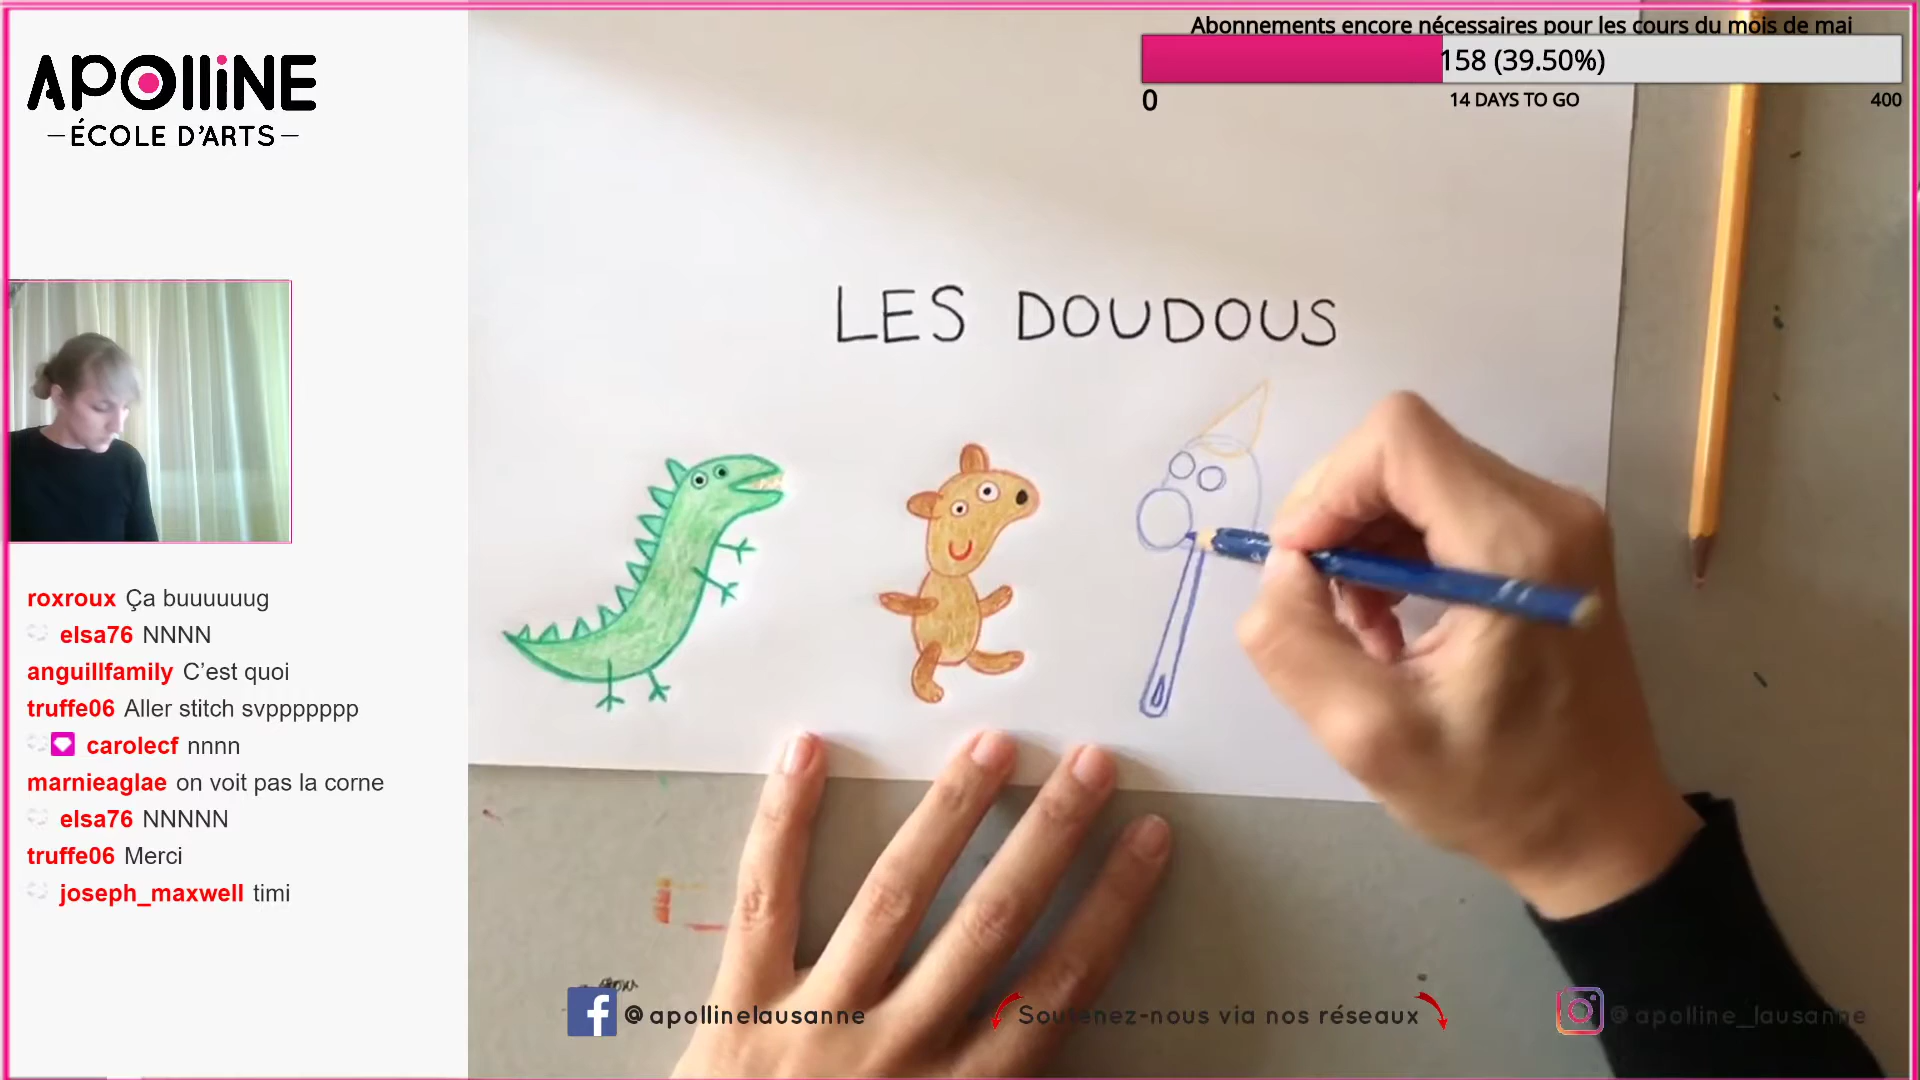 APOLLINE
ÉCOLE D'ARTS
Abonnements encore nécessaires pour les cours du mois de mai
158 (39.50%)
0
14 DAYS TO GO
400
LES DOUDOUS
roxroux Ça buuuuuug
elsa76 NNNN
anguillfamily C'est quoi
truffe06 Aller stitch svppppppp
carolecf nnnn
marnieaglae on voit pas la corne
elsa76 NNNNN
truffe06 Merci
joseph_maxwell timi
@apollinelausanne
Soutenez-nous via nos réseaux
@apolline_lausanne